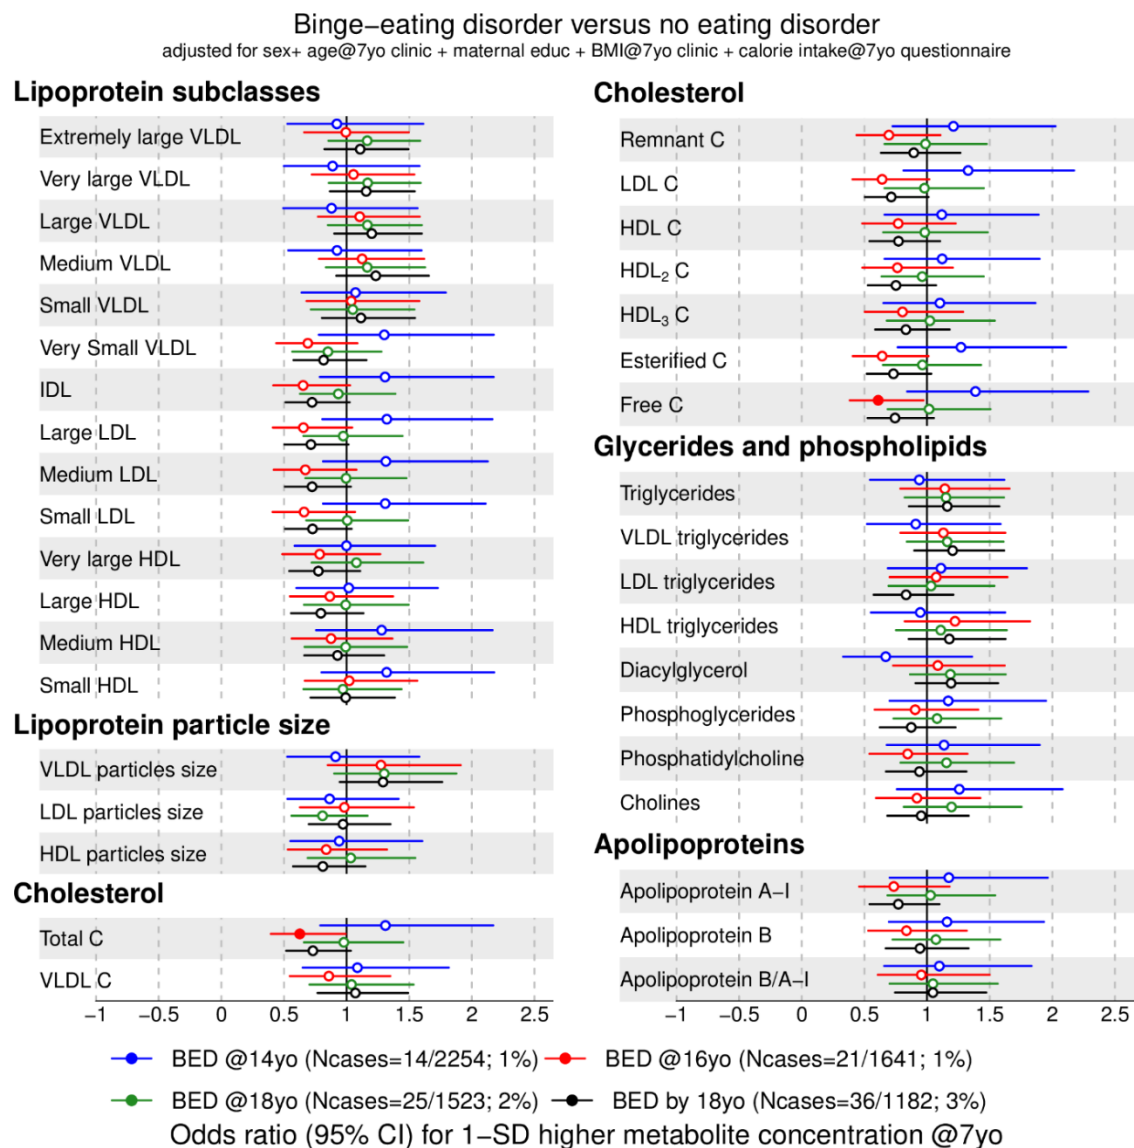 Binge−eating disorder versus no eating disorder
adjusted for sex+ age@7yo clinic + maternal educ + BMI@7yo clinic + calorie intake@7yo questionnaire
Lipoprotein subclasses
Extremely large VLDL
Very large VLDL
Large VLDL
Medium VLDL
Small VLDL
Very Small VLDL
IDL
Large LDL
Medium LDL
Small LDL
Very large HDL
Large HDL
Medium HDL
Small HDL
Lipoprotein particle size
VLDL particles size
LDL particles size
HDL particles size
Cholesterol
Total C
VLDL C
−1 −0.5 0 0.5 1 1.5 2 2.5
Cholesterol
Remnant C
LDL C
HDL C
HDL₂ C
HDL₃ C
Esterified C
Free C
Glycerides and phospholipids
Triglycerides
VLDL triglycerides
LDL triglycerides
HDL triglycerides
Diacylglycerol
Phosphoglycerides
Phosphatidylcholine
Cholines
Apolipoproteins
Apolipoprotein A−I
Apolipoprotein B
Apolipoprotein B/A−I
−1 −0.5 0 0.5 1 1.5 2 2.5
BED @14yo (Ncases=14/2254; 1%) BED @16yo (Ncases=21/1641; 1%)
BED @18yo (Ncases=25/1523; 2%) BED by 18yo (Ncases=36/1182; 3%)
Odds ratio (95% CI) for 1−SD higher metabolite concentration @7yo